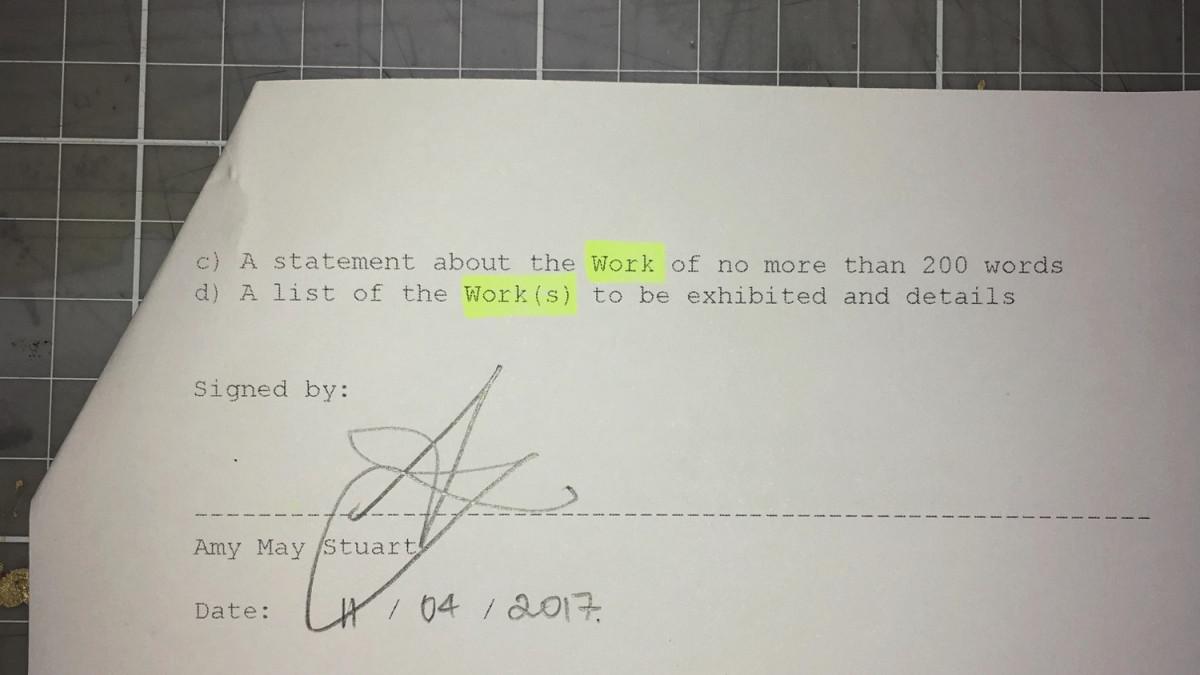 c) A statement about the Work of no more than 200 words
d) A list of the Work(s) to be exhibited and details
Signed by:
Amy May Stuart
Date: 11 / 04 / 2017.